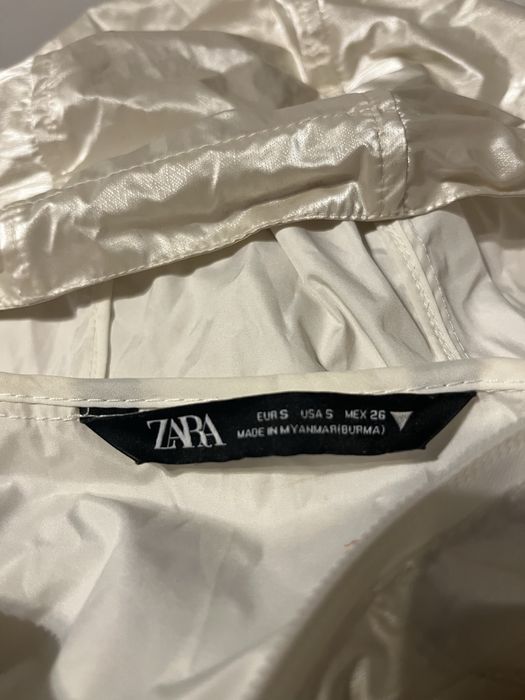 ZARA
EUR S USA S MEX 26
MADE IN MYANMAR(BURMA)